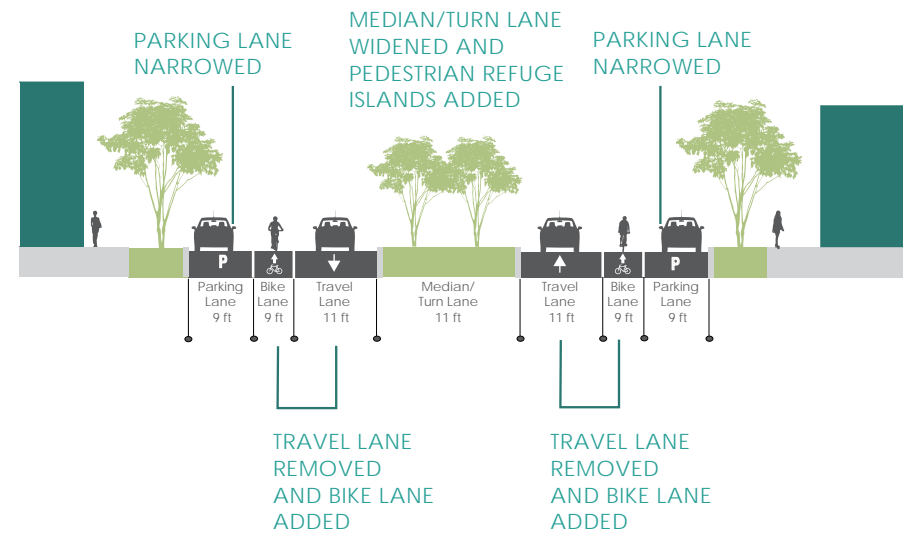 PARKING LANE
NARROWED
MEDIAN/TURN LANE
WIDENED AND
PEDESTRIAN REFUGE
ISLANDS ADDED
PARKING LANE
NARROWED
P
P
Parking
Lane
9 ft
Bike
Lane
9 ft
Travel
Lane
11 ft
Median/
Turn Lane
11 ft
Travel
Lane
11 ft
Bike
Lane
9 ft
Parking
Lane
9 ft
TRAVEL LANE
REMOVED
AND BIKE LANE
ADDED
TRAVEL LANE
REMOVED
AND BIKE LANE
ADDED